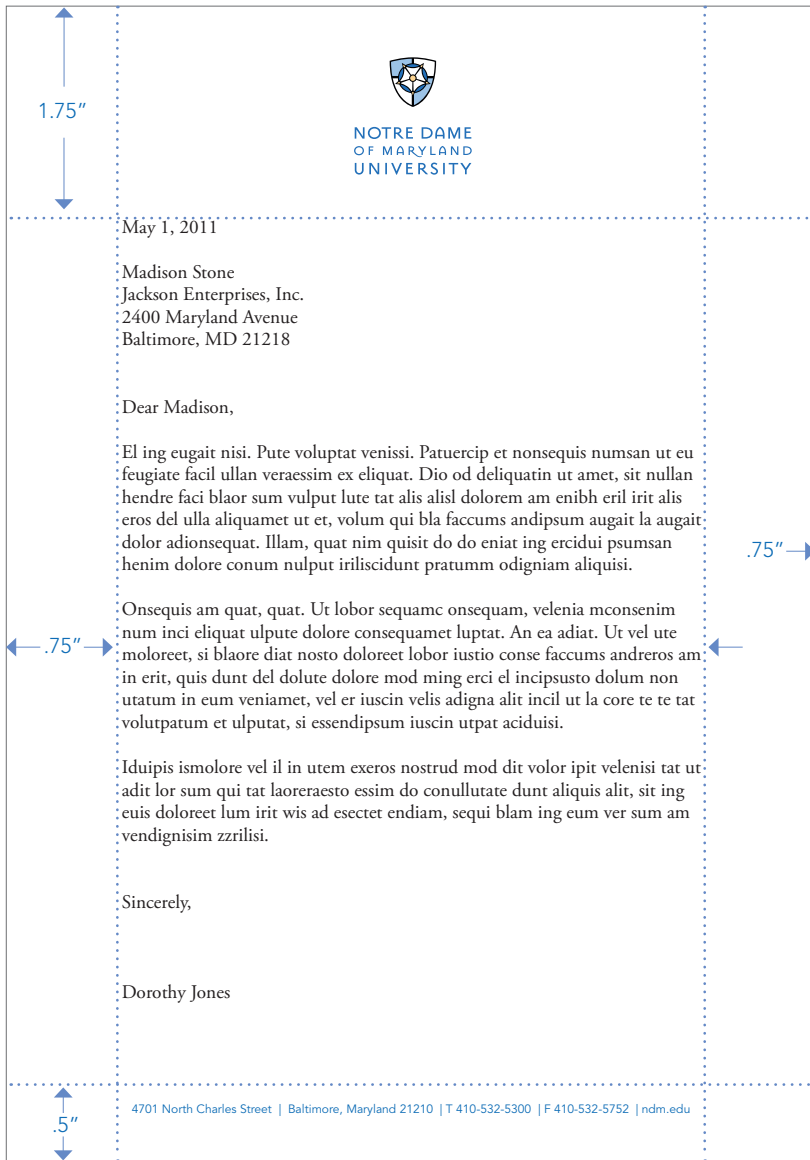 1.75”
NOTRE DAME
OF MARYLAND
UNIVERSITY
May 1, 2011
Madison Stone
Jackson Enterprises, Inc.
2400 Maryland Avenue
Baltimore, MD 21218
Dear Madison,
El ing eugait nisi. Pute voluptat venissi. Patuercip et nonsequis numsan ut eu
feugiate facil ullan veraessim ex eliquat. Dio od deliquatin ut amet, sit nullan
hendre faci blaor sum vulput lute tat alis alisl dolorem am enibh eril irit alis
eros del ulla aliquamet ut et, volum qui bla faccums andipsum augait la augait
dolor adionsequat. Illam, quat nim quisit do do eniat ing ercidui psumsan
henim dolore conum nulput iriliscidunt pratumm odigniam aliquisi.
.75”
Onsequis am quat, quat. Ut lobor sequamc onsequam, velenia mconsenim
num inci eliquat ulpute dolore consequamet luptat. An ea adiat. Ut vel ute
.75”
moloreet, si blaore diat nosto doloreet lobor iustio conse faccums andreros am
in erit, quis dunt del dolute dolore mod ming erci el incipsusto dolum non
utatum in eum veniamet, vel er iuscin velis adigna alit incil ut la core te te tat
volutpatum et ulputat, si essendipsum iuscin utpat aciduisi.
Iduipis ismolore vel il in utem exeros nostrud mod dit volor ipit velenisi tat ut
adit lor sum qui tat laoreraesto essim do conullutate dunt aliquis alit, sit ing
euis doloreet lum irit wis ad esectet endiam, sequi blam ing eum ver sum am
vendignisim zzrilisi.
Sincerely,
Dorothy Jones
4701 North Charles Street | Baltimore, Maryland 21210 | T 410-532-5300 | F 410-532-5752 | ndm.edu
.5”